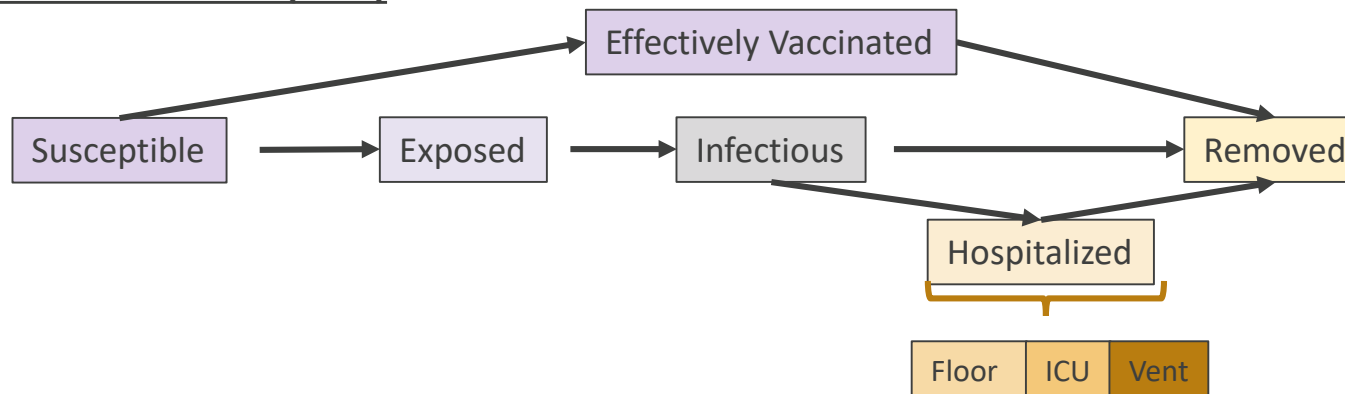 Effectively Vaccinated
Susceptible
Exposed
Infectious
Removed
Hospitalized
Floor
ICU
Vent